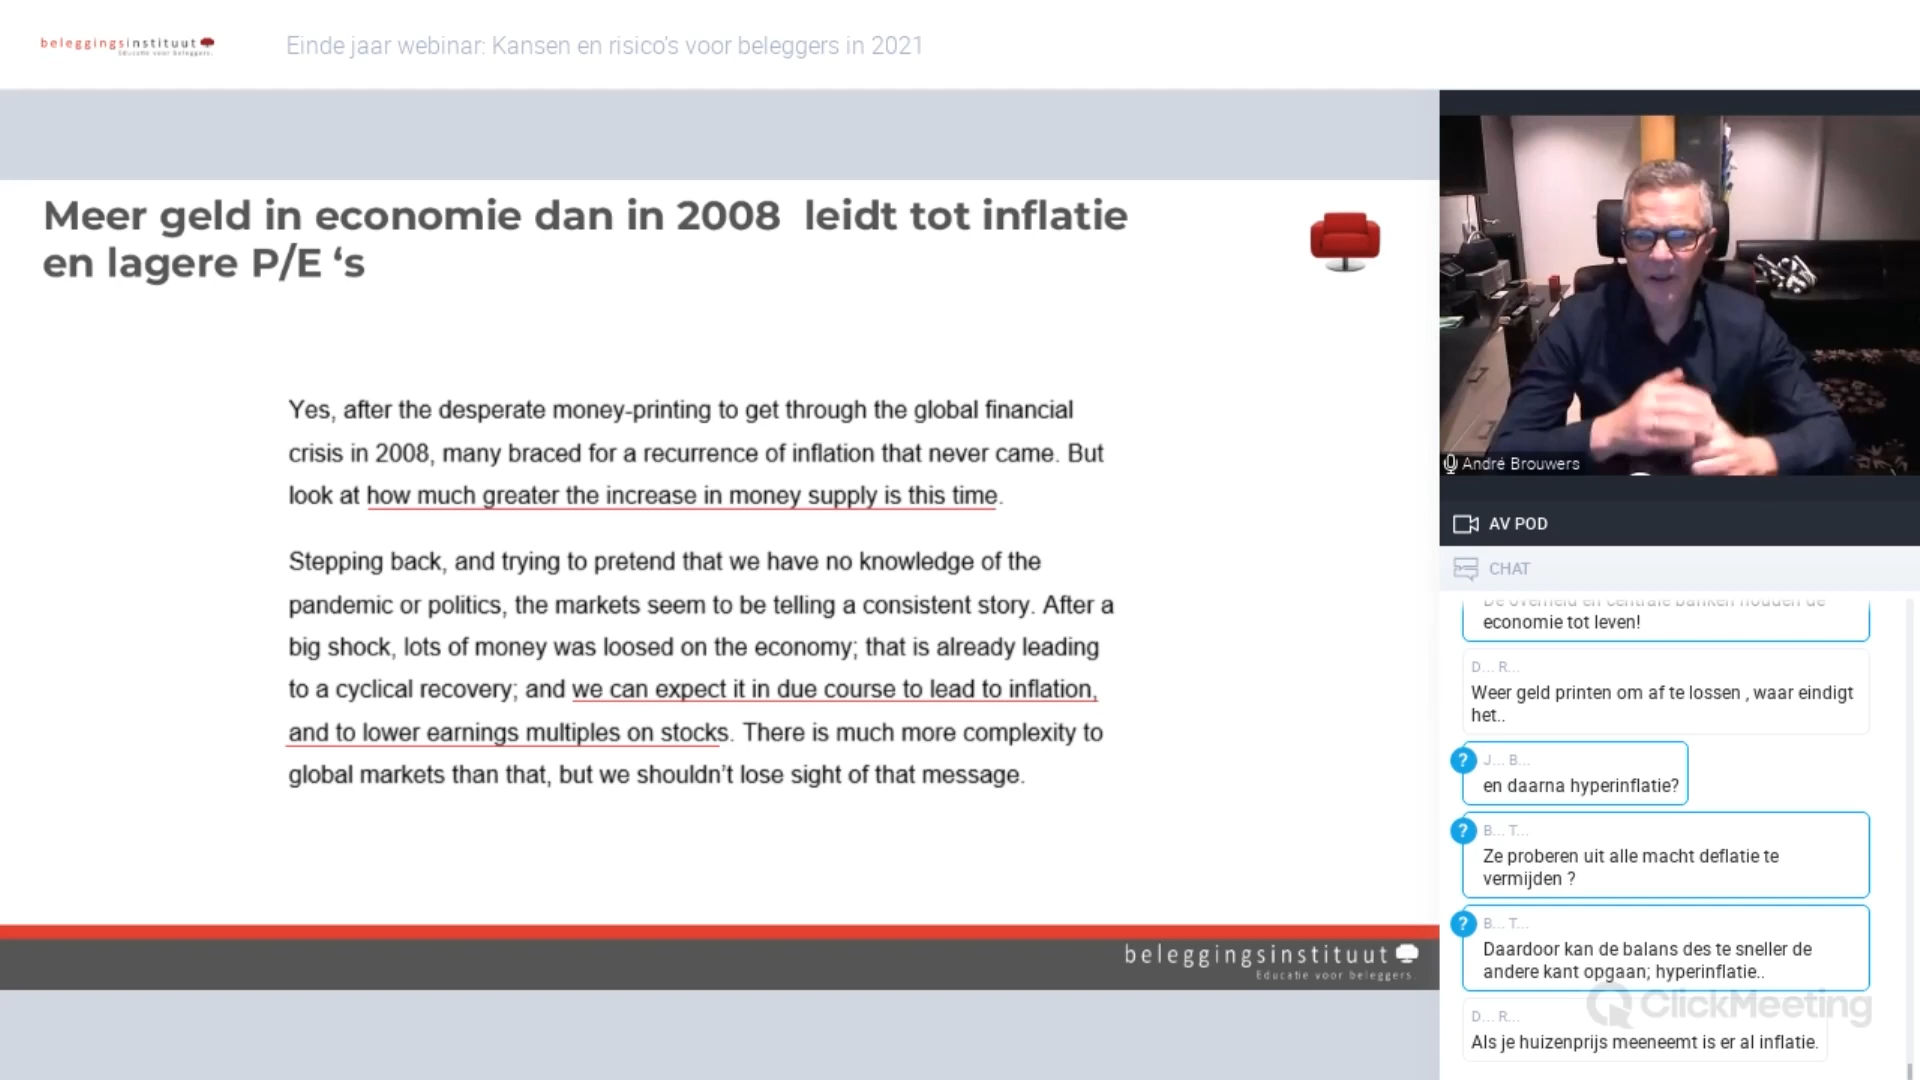 beleggingsinstituut
Educatie voor beleggers.
Einde jaar webinar: Kansen en risico's voor beleggers in 2021
Meer geld in economie dan in 2008 leidt tot inflatie
en lagere P/E ‘s
Yes, after the desperate money-printing to get through the global financial
crisis in 2008, many braced for a recurrence of inflation that never came. But
look at how much greater the increase in money supply is this time.
Stepping back, and trying to pretend that we have no knowledge of the
pandemic or politics, the markets seem to be telling a consistent story. After a
big shock, lots of money was loosed on the economy; that is already leading
to a cyclical recovery; and we can expect it in due course to lead to inflation,
and to lower earnings multiples on stocks. There is much more complexity to
global markets than that, but we shouldn’t lose sight of that message.
beleggingsinstituut
Educatie voor beleggers.
André Brouwers
AV POD
CHAT
De overheid en centrale banken houden de
economie tot leven!
D... R...
Weer geld printen om af te lossen , waar eindigt
het..
? J... B...
en daarna hyperinflatie?
? B... T...
Ze proberen uit alle macht deflatie te
vermijden ?
? B... T...
Daardoor kan de balans des te sneller de
andere kant opgaan; hyperinflatie..
ClickMeeting
D... R...
Als je huizenprijs meeneemt is er al inflatie.